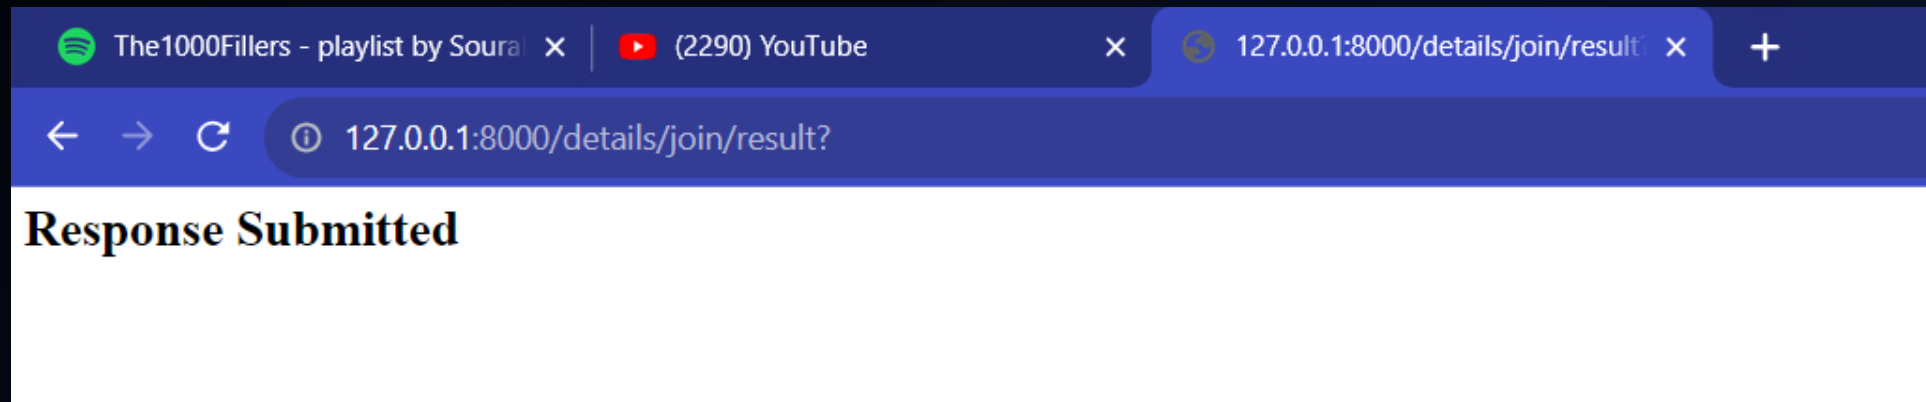 The1000Fillers - playlist by Soura
(2290) YouTube
127.0.0.1:8000/details/join/result
127.0.0.1:8000/details/join/result?
Response Submitted